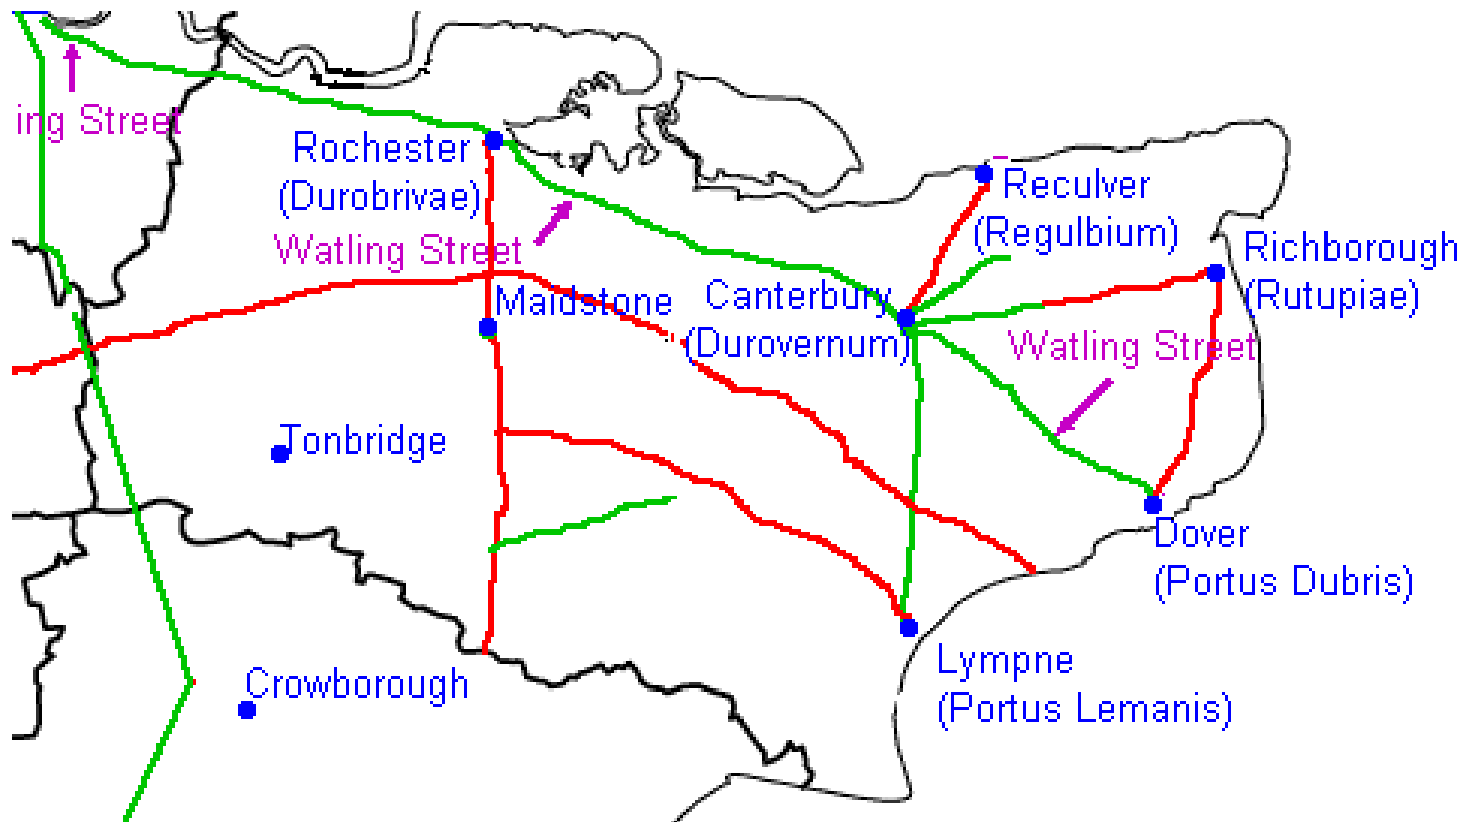 ing Street
Rochester
(Durobrivae)
Watling Street
Reculver
(Regulbium)
Richborough
(Rutupiae)
Maidstone
Canterbury
(Durovernum)
Watling Street
Tonbridge
Dover
(Portus Dubris)
Lympne
(Portus Lemanis)
Crowborough